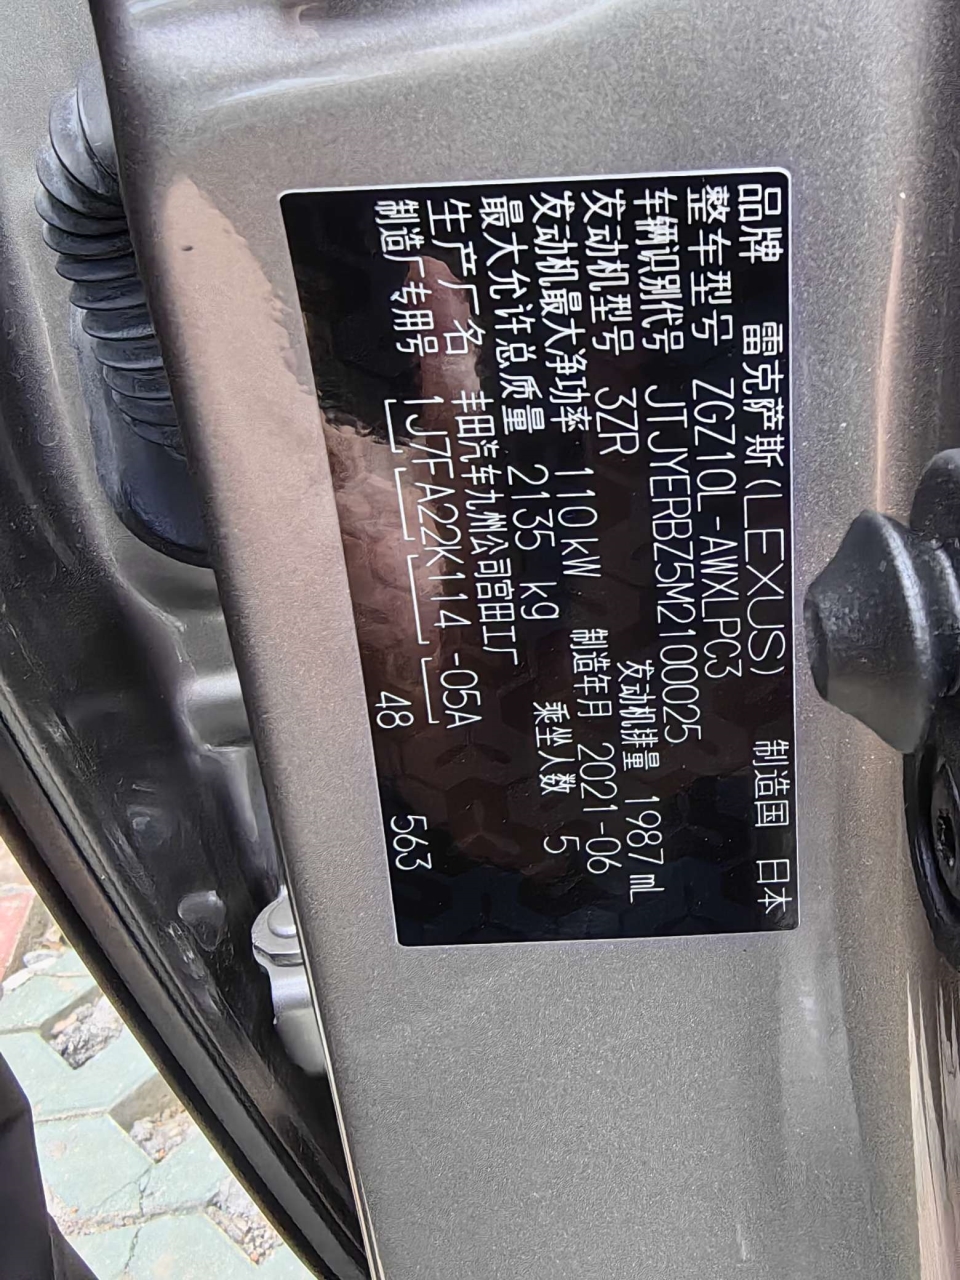 品牌 雷克萨斯(LEXUS) 制造国 日本
整车型号 ZGZ10L-AWXLPC3
车辆识别代号 JTJYERBZ5M2100025
发动机型号 3ZR 发动机排量 1987 mL
发动机最大净功率 110 kW 制造年月 2021-06
最大允许总质量 2135 kg 乘坐人数 5
生产厂名 丰田汽车九州公司宫田工厂
制造厂专用号 1J7FA22K114-05A
48 563